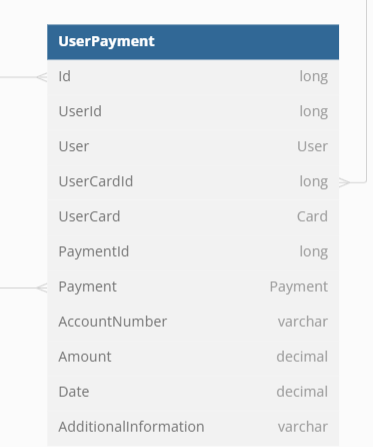 UserPayment
Id long
UserId long
User User
UserCardId long
UserCard Card
PaymentId long
Payment Payment
AccountNumber varchar
Amount decimal
Date decimal
AdditionalInformation varchar